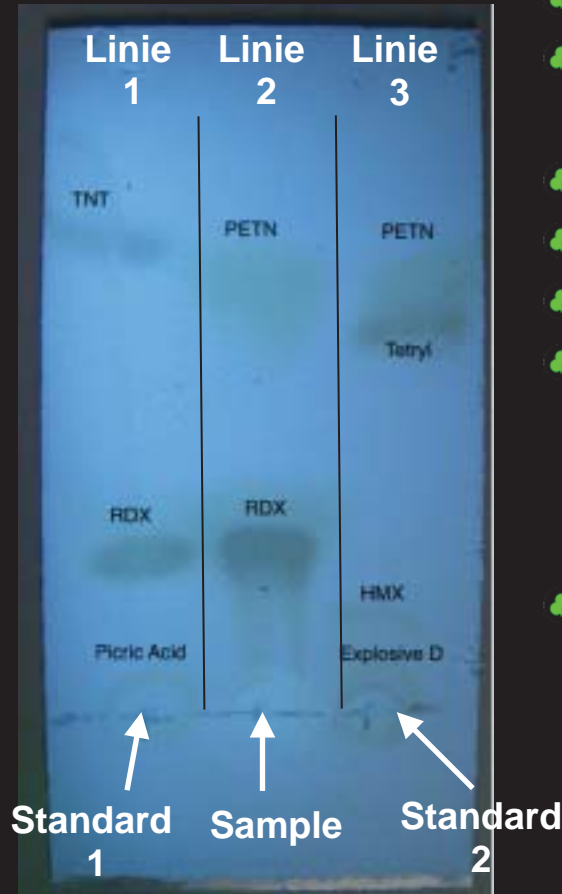 Linie 1
Linie 2
Linie 3
TNT
PETN
PETN
Tetryl
RDX
RDX
HMX
Picric Acid
Explosive D
Standard 1
Sample
Standard 2